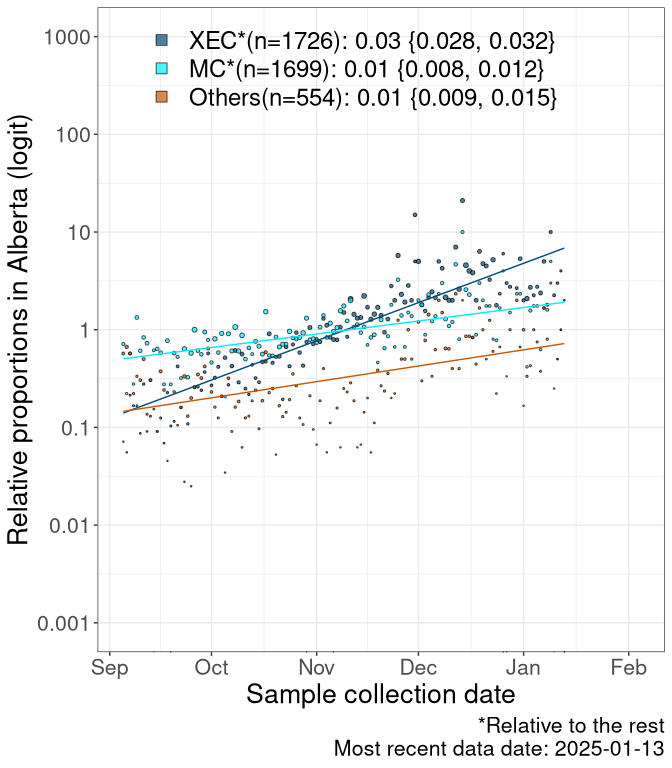 XEC*(n=1726): 0.03 {0.028, 0.032}
MC*(n=1699): 0.01 {0.008, 0.012}
Others(n=554): 0.01 {0.009, 0.015}
Relative proportions in Alberta (logit)
1000
100
10
1
0.1
0.01
0.001
Sep Oct Nov Dec Jan Feb
Sample collection date
*Relative to the rest
Most recent data date: 2025-01-13